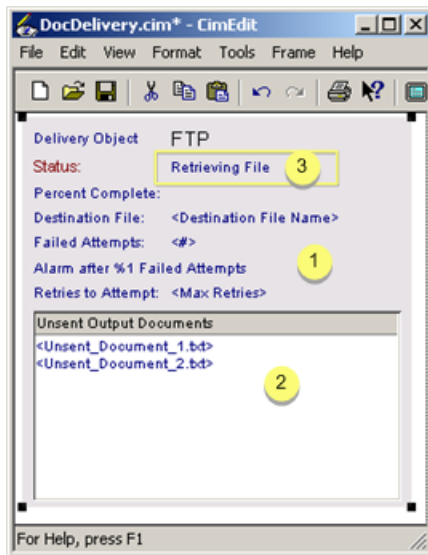 DocDelivery.cim* - CimEdit
File Edit View Format Tools Frame Help
Delivery Object FTP
Status: Retrieving File 3
Percent Complete:
Destination File: <Destination File Name>
Failed Attempts: <#>
1
Alarm after %1 Failed Attempts
Retries to Attempt: <Max Retries>
Unsent Output Documents
<Unsent_Document_1.txt>
<Unsent_Document_2.txt>
2
For Help, press F1